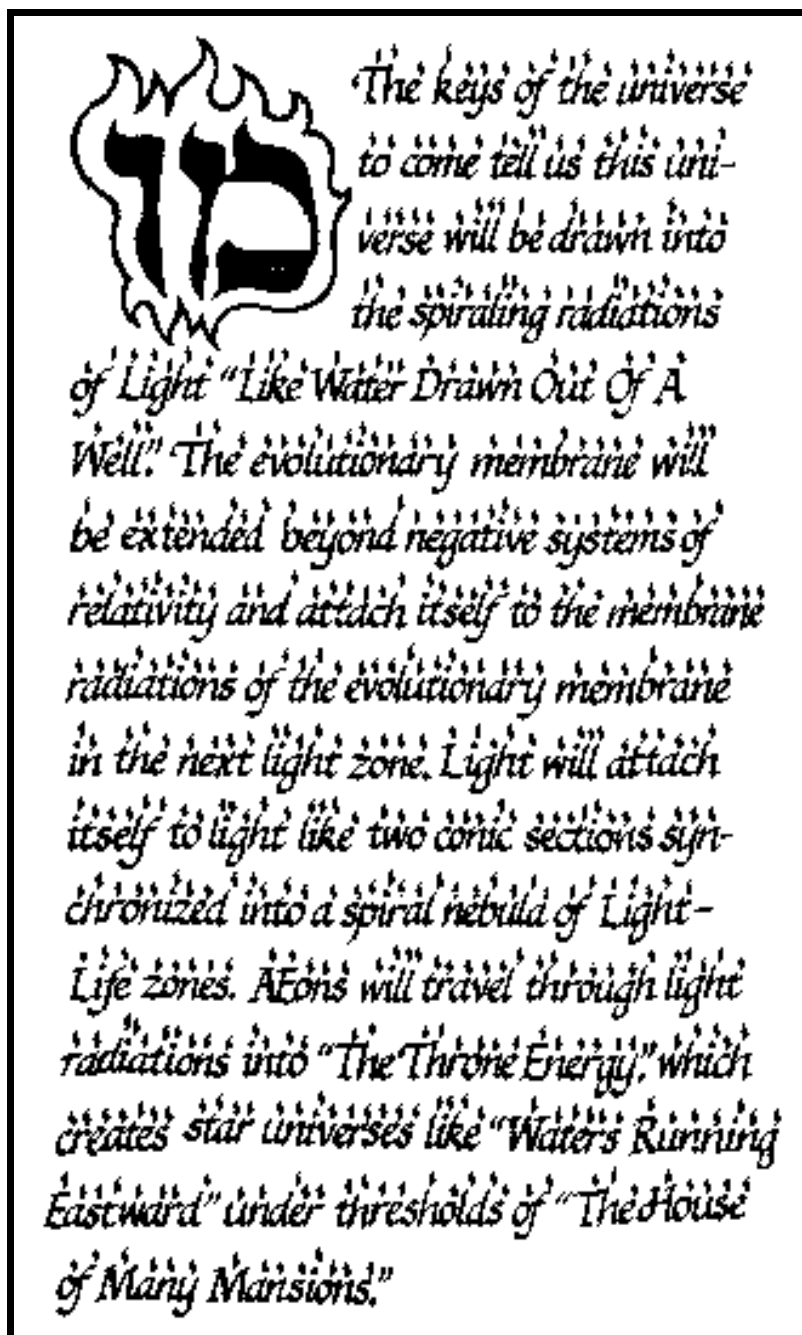 The keys of the universe
to come tell us this uni-
verse will be drawn into
the spiraling radiations
of Light “Like Water Drawn Out Of A
Well”. The evolutionary membrane will
be extended beyond negative systems of
relativity and attach itself to the membrane
radiations of the evolutionary membrane
in the next light zone. Light will attach
itself to light like two conic sections syn-
chronized into a spiral nebula of Light-
Life zones. AEons will travel through light
radiations into “The Throne Energy”. which
creates star universes like “Waters Running
Eastward” under thresholds of “The House
of Many Mansions.”